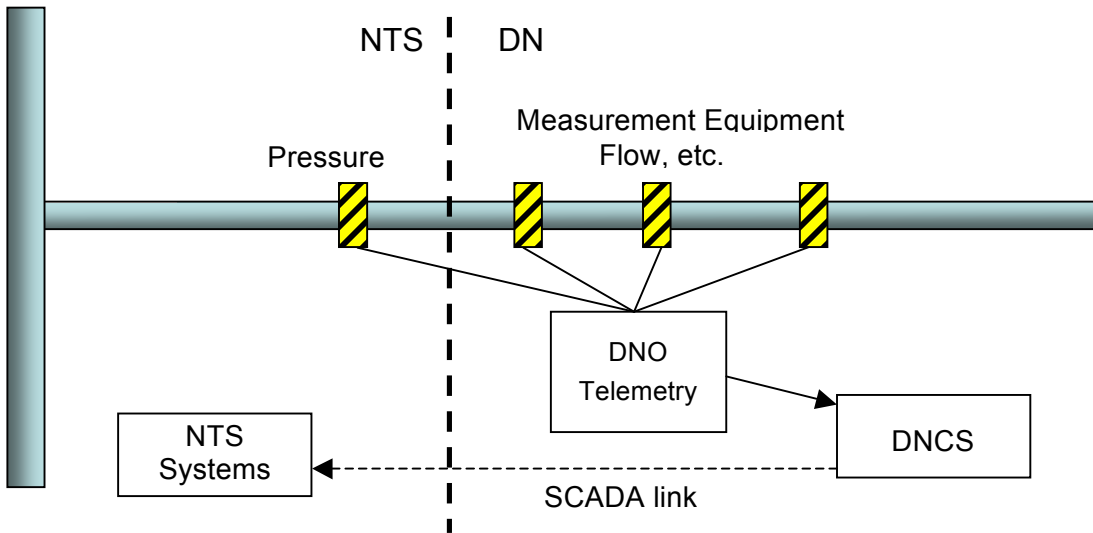 NTS
DN
Measurement Equipment
Flow, etc.
Pressure
DNO
Telemetry
NTS
Systems
DNCS
SCADA link